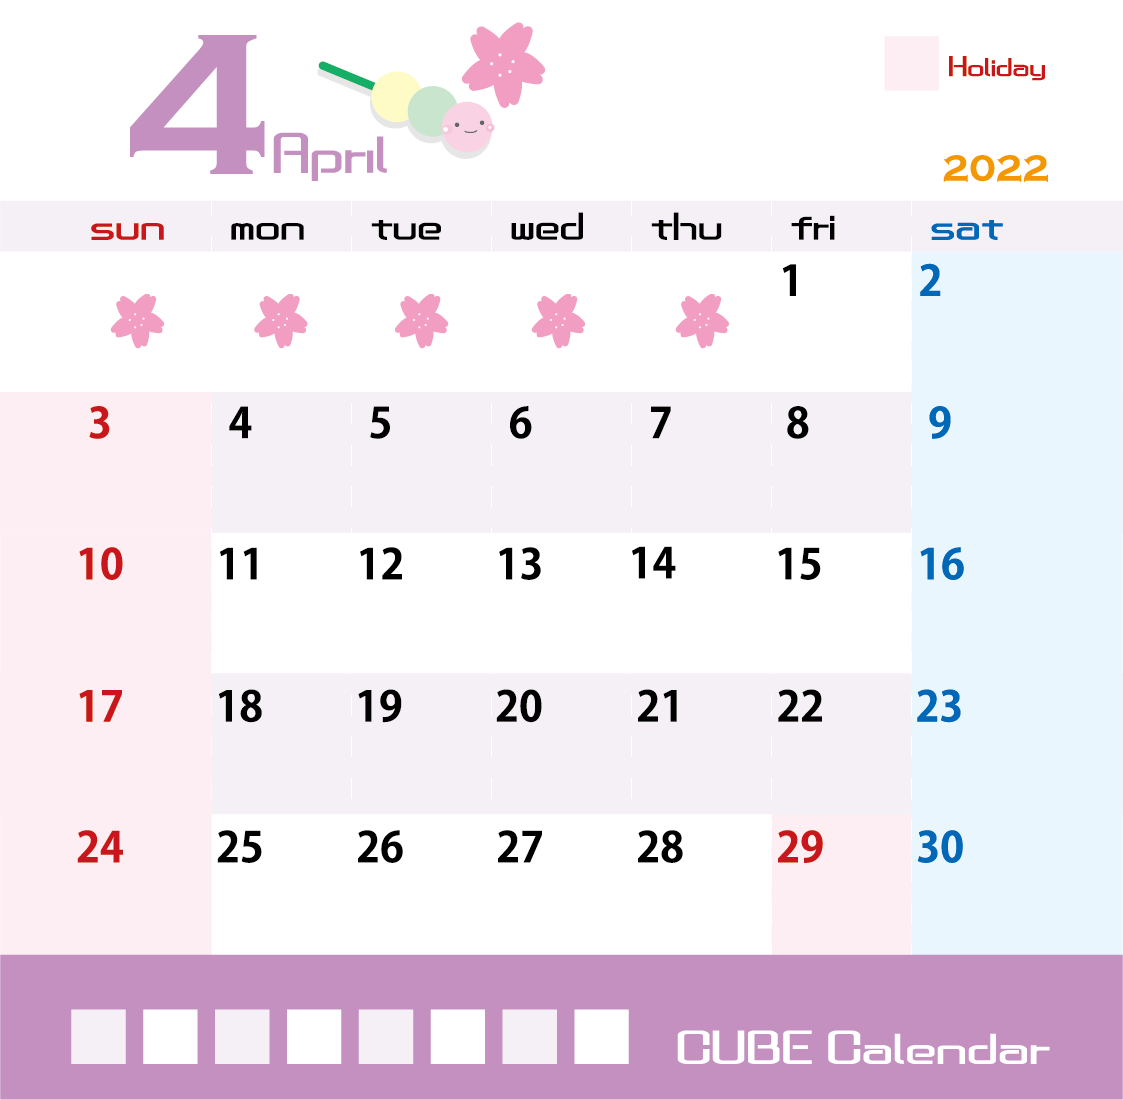 4 April
Holiday
2022
sun mon tue wed thu fri sat
1 2
3 4 5 6 7 8 9
10 11 12 13 14 15 16
17 18 19 20 21 22 23
24 25 26 27 28 29 30
CUBE Calendar